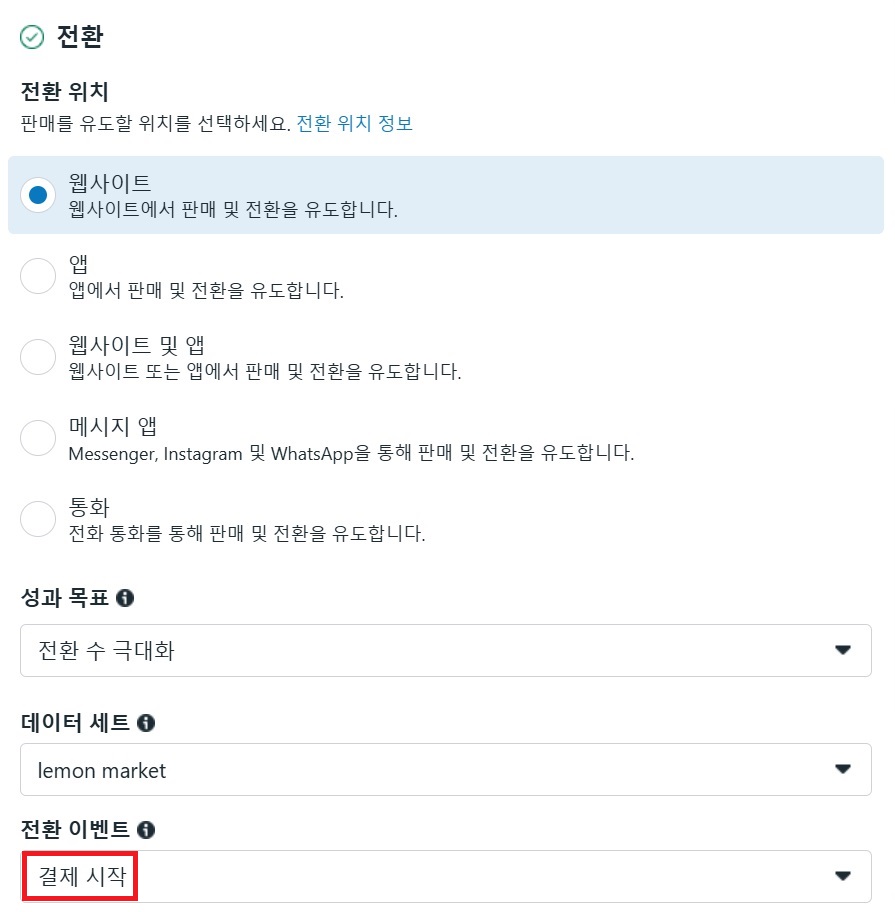 전환
전환 위치
판매를 유도할 위치를 선택하세요. 전환 위치 정보
웹사이트
웹사이트에서 판매 및 전환을 유도합니다.
앱
앱에서 판매 및 전환을 유도합니다.
웹사이트 및 앱
웹사이트 또는 앱에서 판매 및 전환을 유도합니다.
메시지 앱
Messenger, Instagram 및 WhatsApp을 통해 판매 및 전환을 유도합니다.
통화
전화 통화를 통해 판매 및 전환을 유도합니다.
성과 목표
전환 수 극대화
데이터 세트
lemon market
전환 이벤트
결제 시작